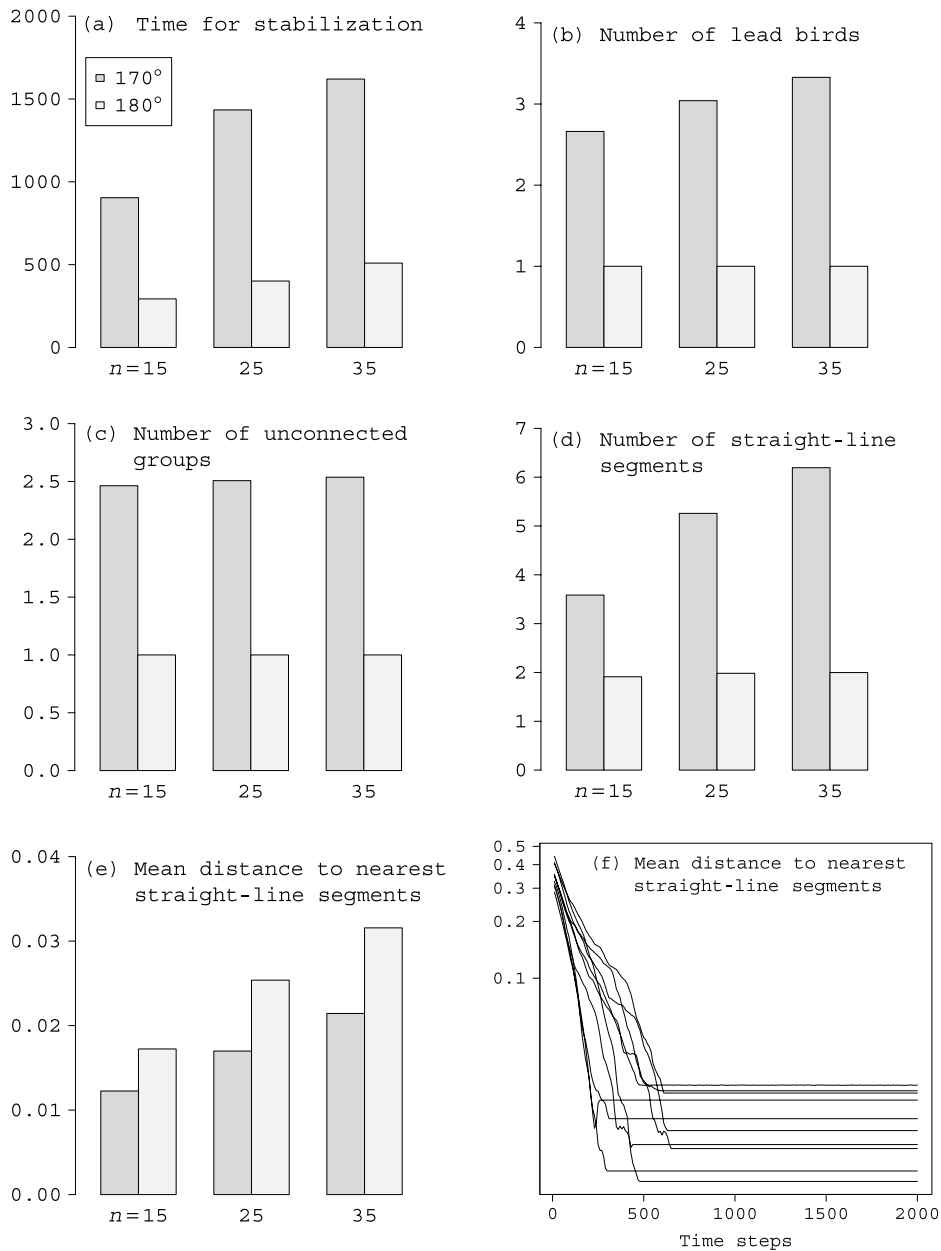 (a) Time for stabilization
2000
1500
1000
500
0
170°
180°
n=15 25 35
(b) Number of lead birds
4
3
2
1
0
n=15 25 35
(c) Number of unconnected
groups
3.0
2.5
2.0
1.5
1.0
0.5
0.0
n=15 25 35
(d) Number of straight-line
segments
7
6
5
4
3
2
1
0
n=15 25 35
(e) Mean distance to nearest
straight-line segments
0.04
0.03
0.02
0.01
0.00
n=15 25 35
(f) Mean distance to nearest
straight-line segments
0.5
0.4
0.3
0.2
0.1
0 500 1000 1500 2000
Time steps